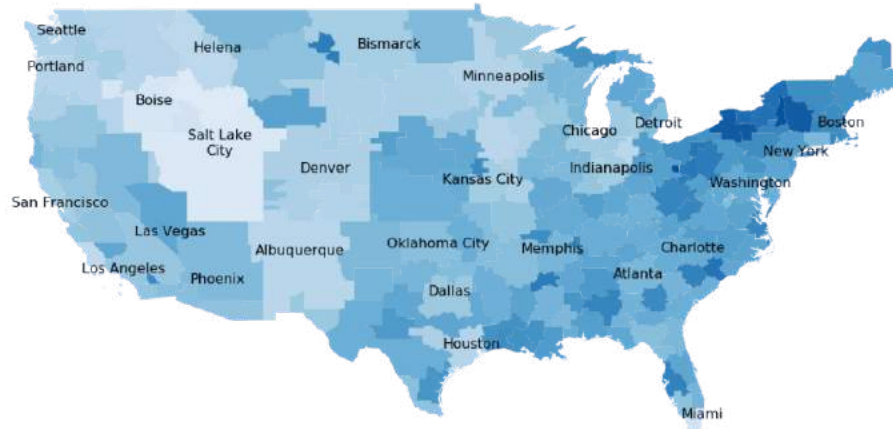 Seattle
Helena
Bismarck
Portland
Minneapolis
Boise
Salt Lake
City
Chicago
Detroit
Boston
New York
Denver
Kansas City
Indianapolis
Washington
San Francisco
Las Vegas
Albuquerque
Oklahoma City
Memphis
Charlotte
Los Angeles
Phoenix
Dallas
Atlanta
Houston
Miami